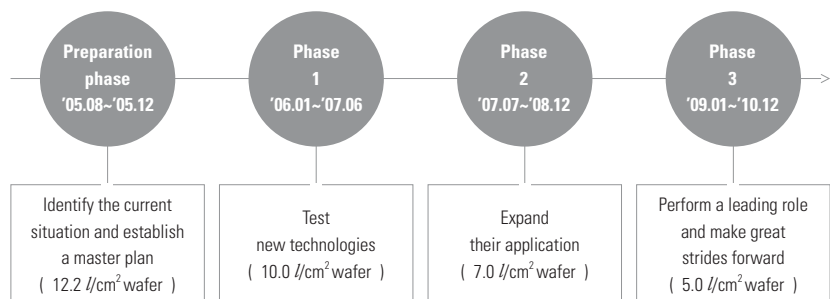 Preparation
phase
'05.08~'05.12
Phase
1
'06.01~'07.06
Phase
2
'07.07~'08.12
Phase
3
'09.01~'10.12
Identify the current
situation and establish
a master plan
( 12.2 l/cm² wafer )
Test
new technologies
( 10.0 l/cm² wafer )
Expand
their application
( 7.0 l/cm² wafer )
Perform a leading role
and make great
strides forward
( 5.0 l/cm² wafer )